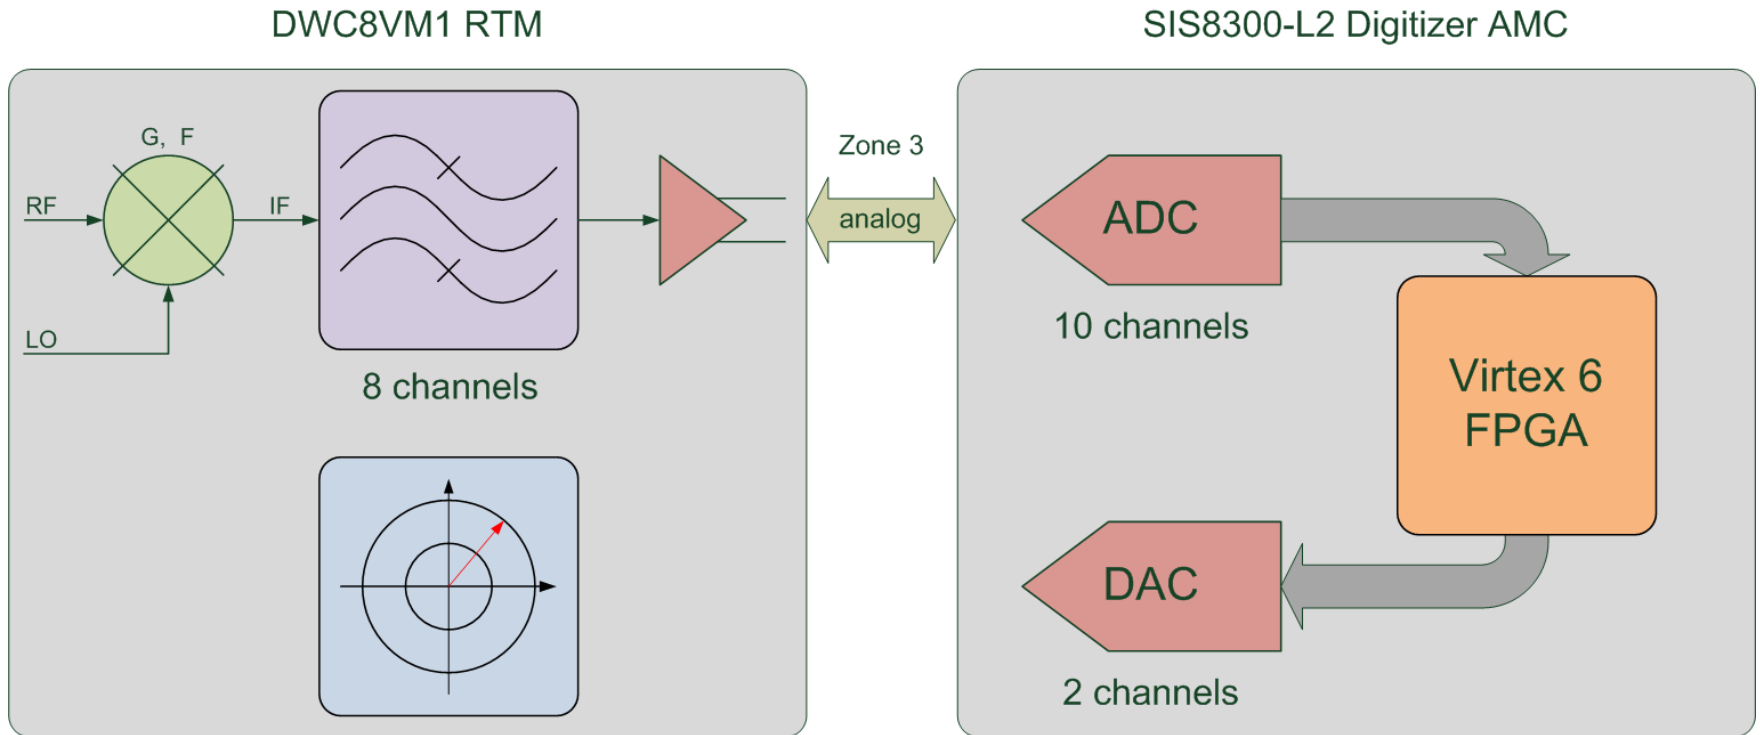 DWC8VM1 RTM
SIS8300-L2 Digitizer AMC
G, F
RF
IF
LO
8 channels
Zone 3
analog
ADC
10 channels
Virtex 6
FPGA
DAC
2 channels